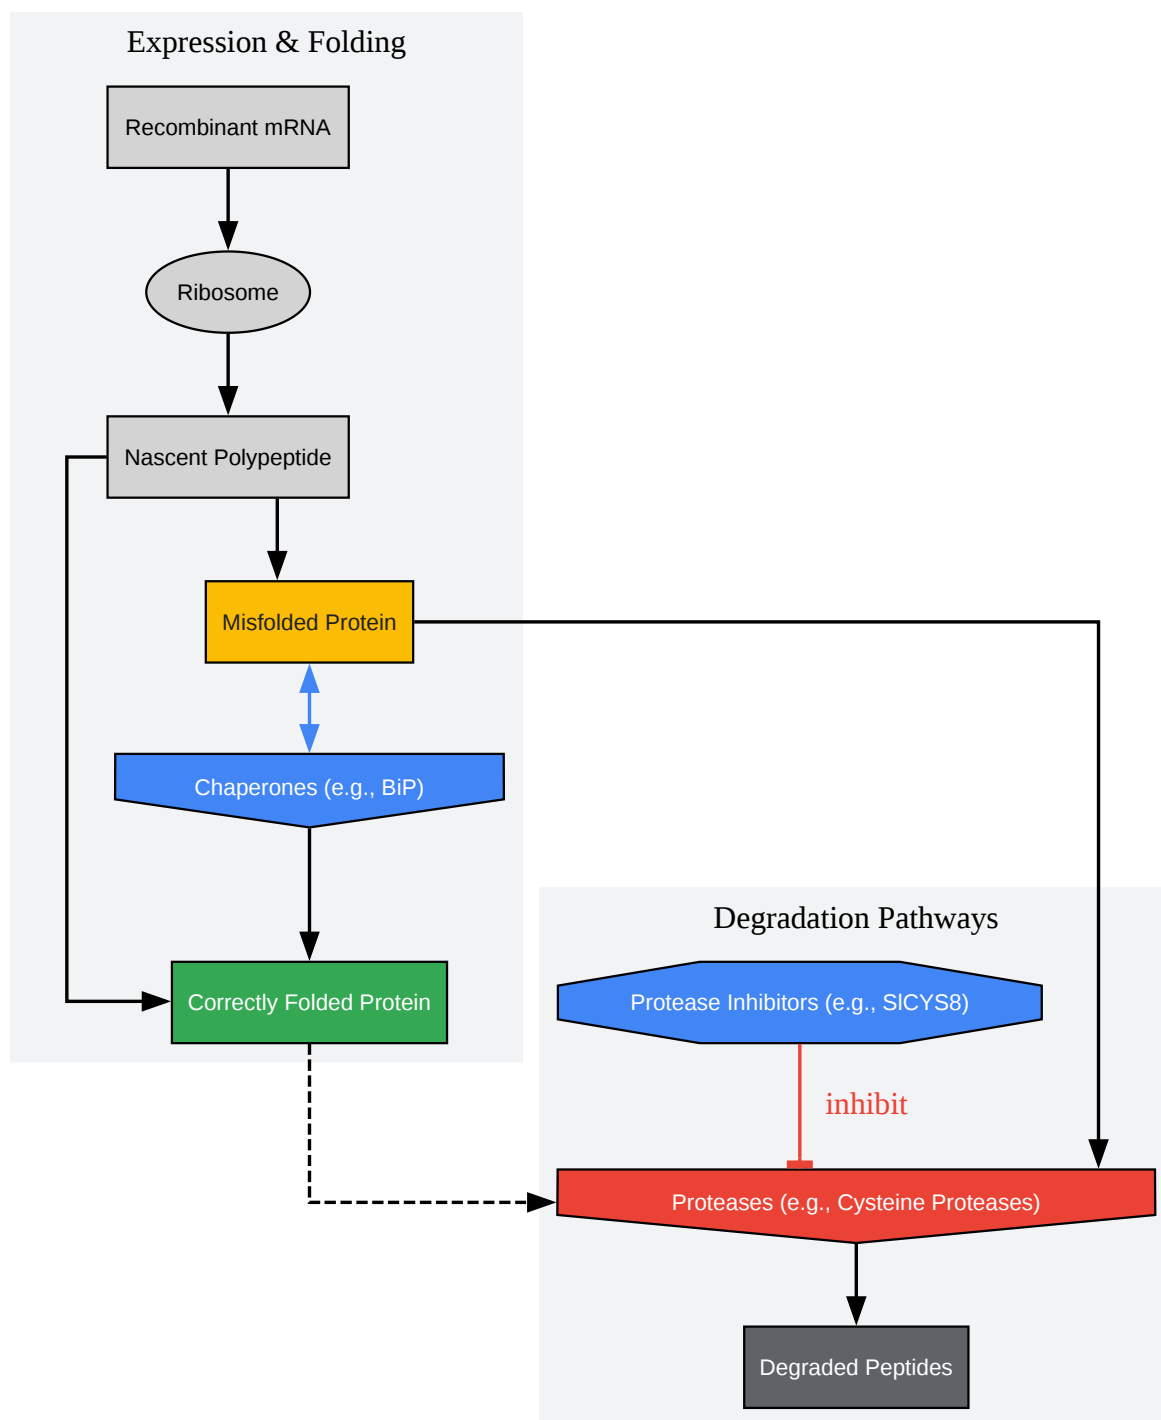 Expression & Folding
Recombinant mRNA
Ribosome
Nascent Polypeptide
Misfolded Protein
Chaperones (e.g., BiP)
Correctly Folded Protein
Degradation Pathways
Protease Inhibitors (e.g., SlCYS8)
inhibit
Proteases (e.g., Cysteine Proteases)
Degraded Peptides